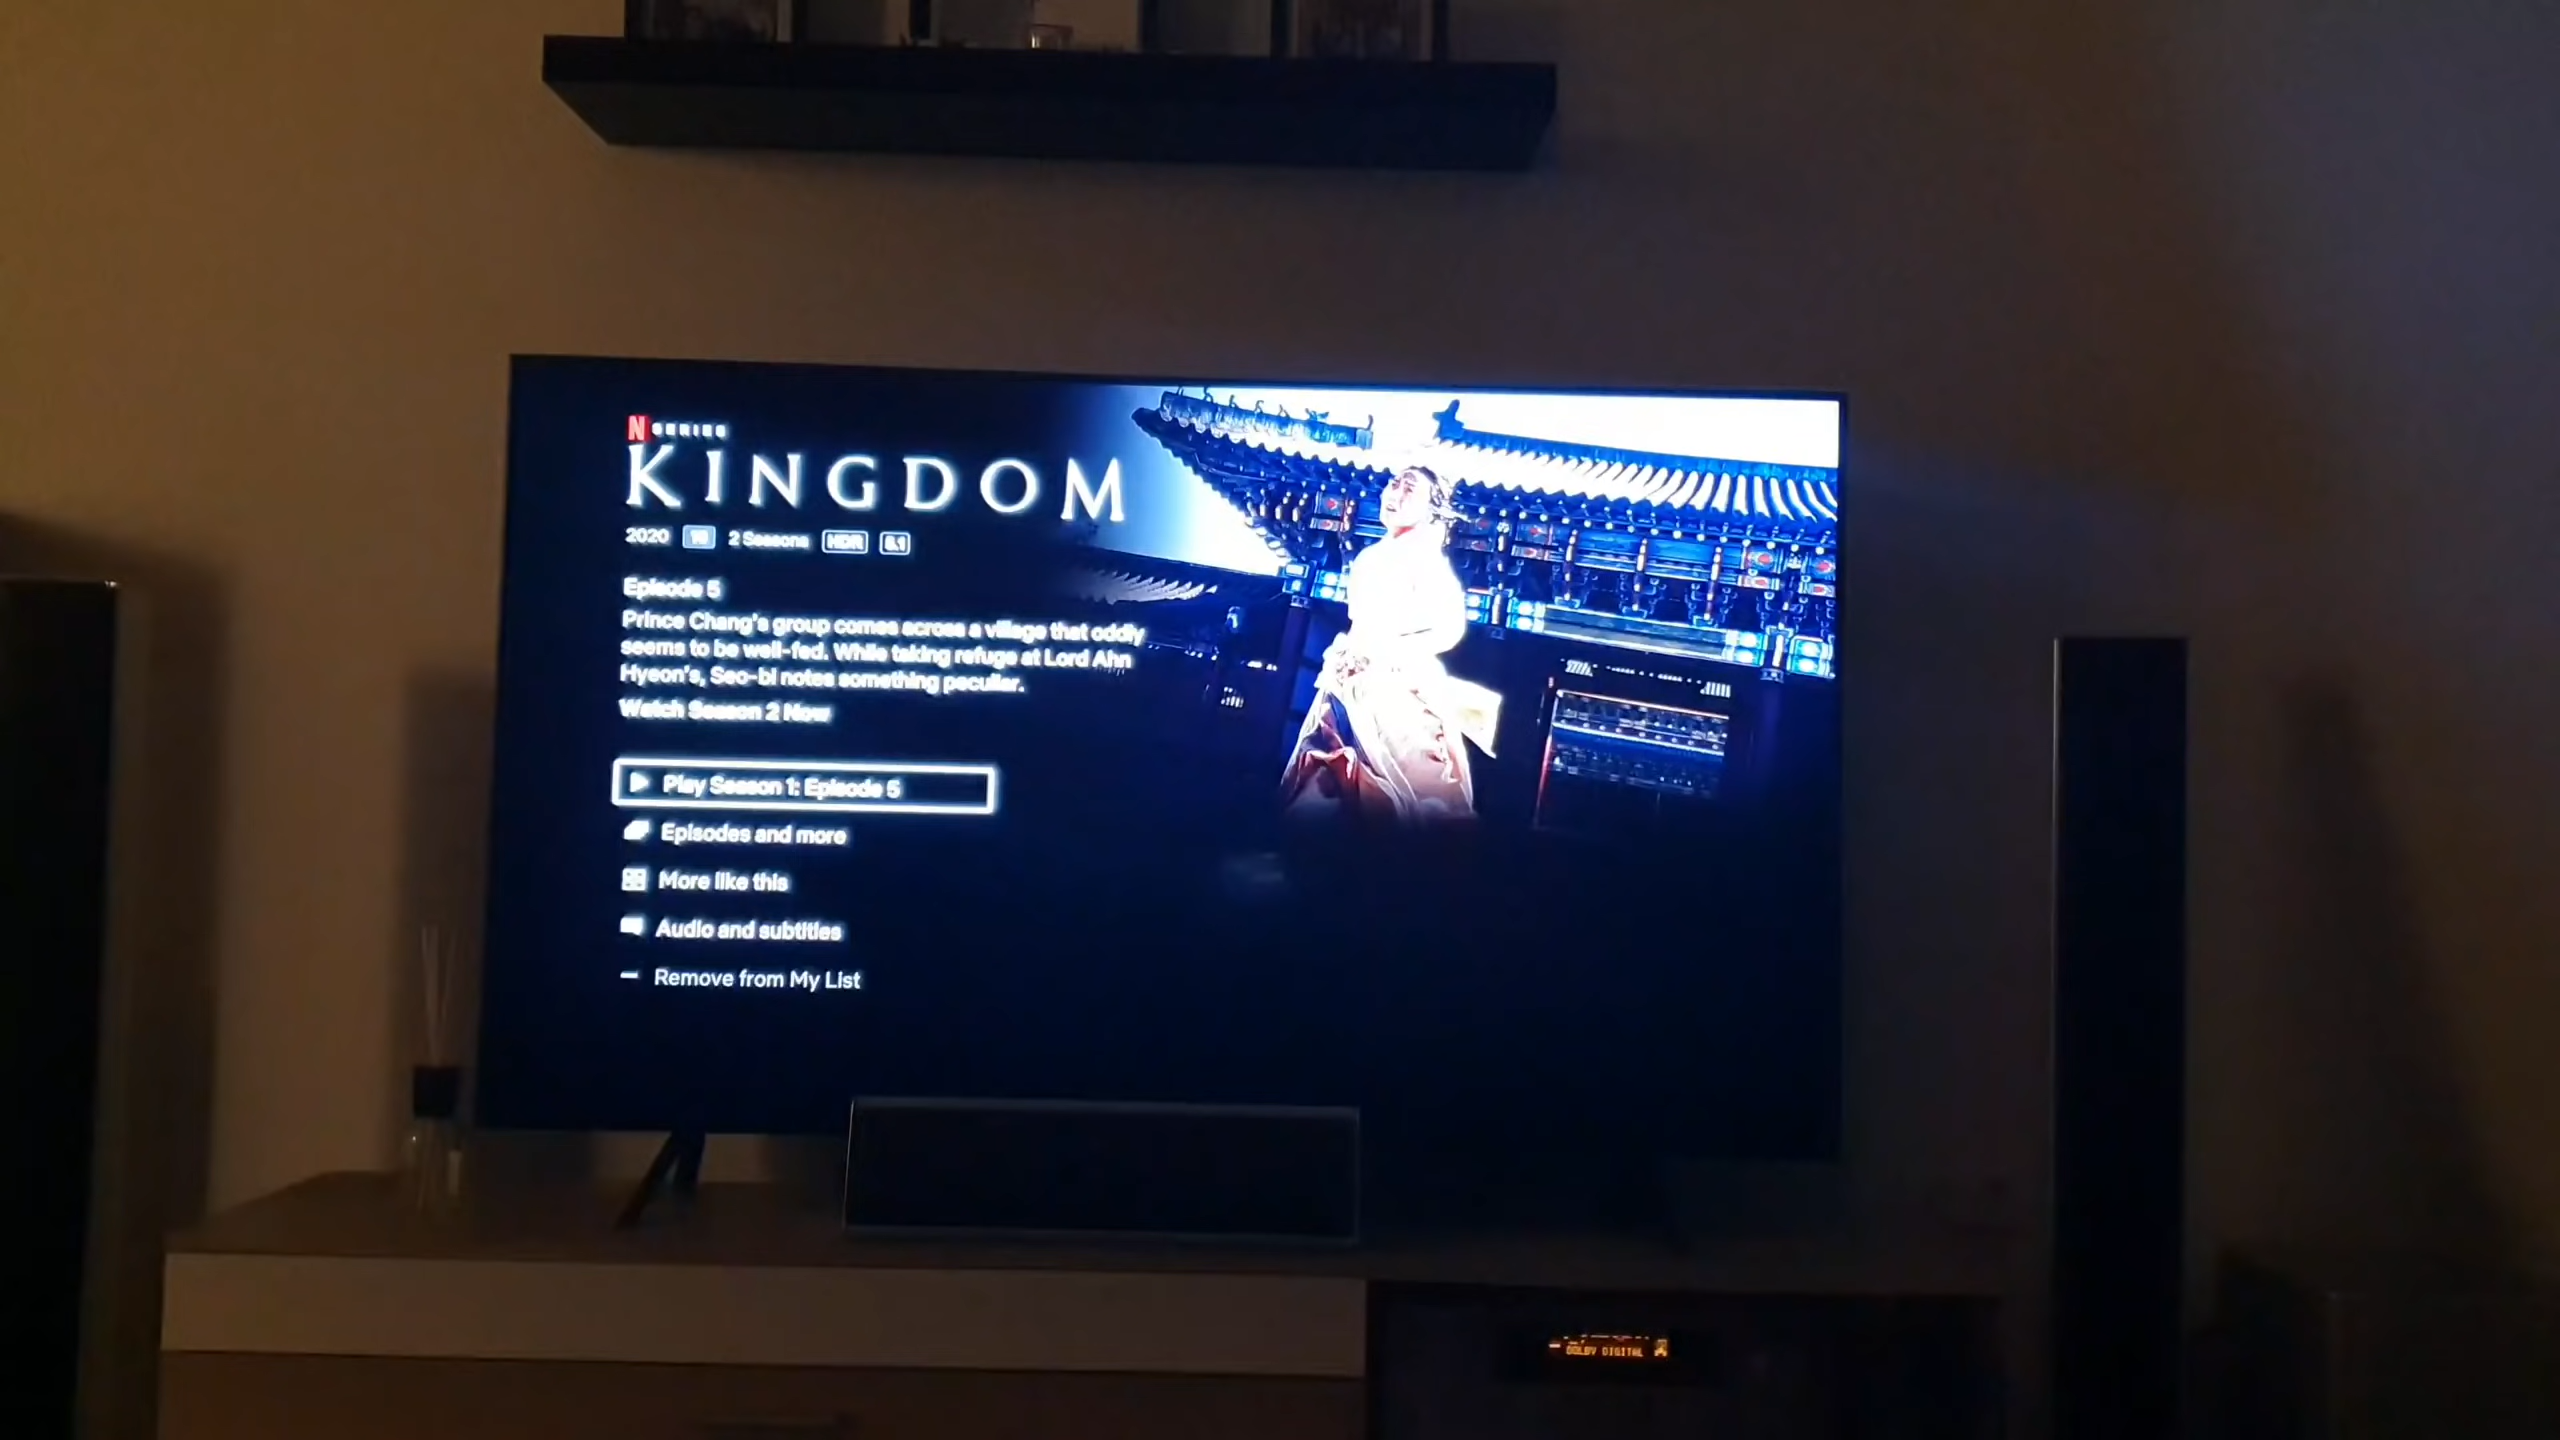 N SERIES
KINGDOM
2020 2 Seasons HDR 5.1
Episode 5
Prince Chang's group comes across a village that oddly
seems to be well-fed. While taking refuge at Lord Ahn
Hyeon's, Seo-bi notes something peculiar.
Watch Season 2 Now
Play Season 1: Episode 5
Episodes and more
More like this
Audio and subtitles
Remove from My List
DOLBY DIGITAL